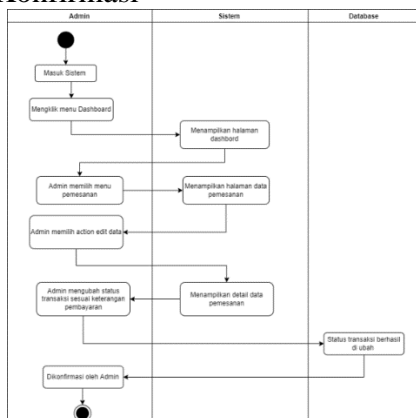 Konfirmasi
Admin Sistem Database
Masuk Sistem
Mengklik menu Dashboard
Menampilkan halaman
dashbord
Admin memilih menu
pemesanan
Menampilkan halaman data
pemesanan
Admin memilih action edit data
Menampilkan detail data
pemesanan
Admin mengubah status
transaksi sesuai keterangan
pembayaran
Status transaksi berhasil
di ubah
Dikonfirmasi oleh Admin